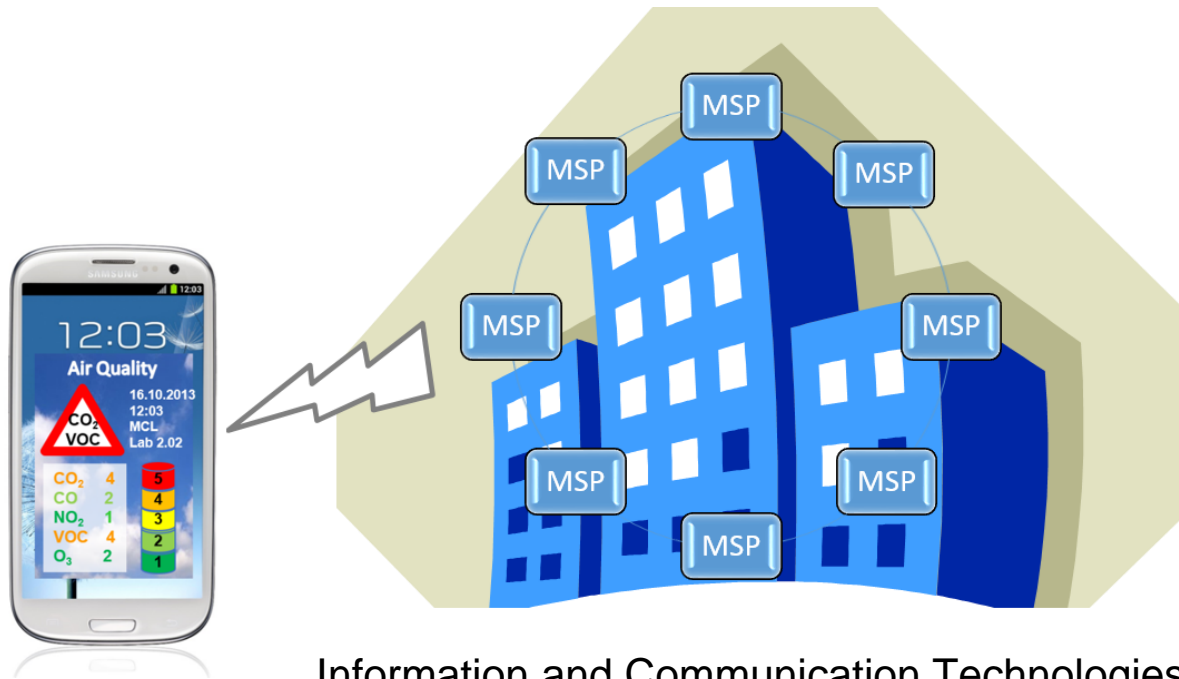 MSP
MSP
MSP
MSP
MSP
MSP
MSP
MSP
SAMSUNG
12:03
12:03
Air Quality
CO₂
VOC
16.10.2013
12:03
MCL
Lab 2.02
CO₂ 4
CO 2
NO₂ 1
VOC 4
O₃ 2
5
4
3
2
1
Information and Communication Technologies